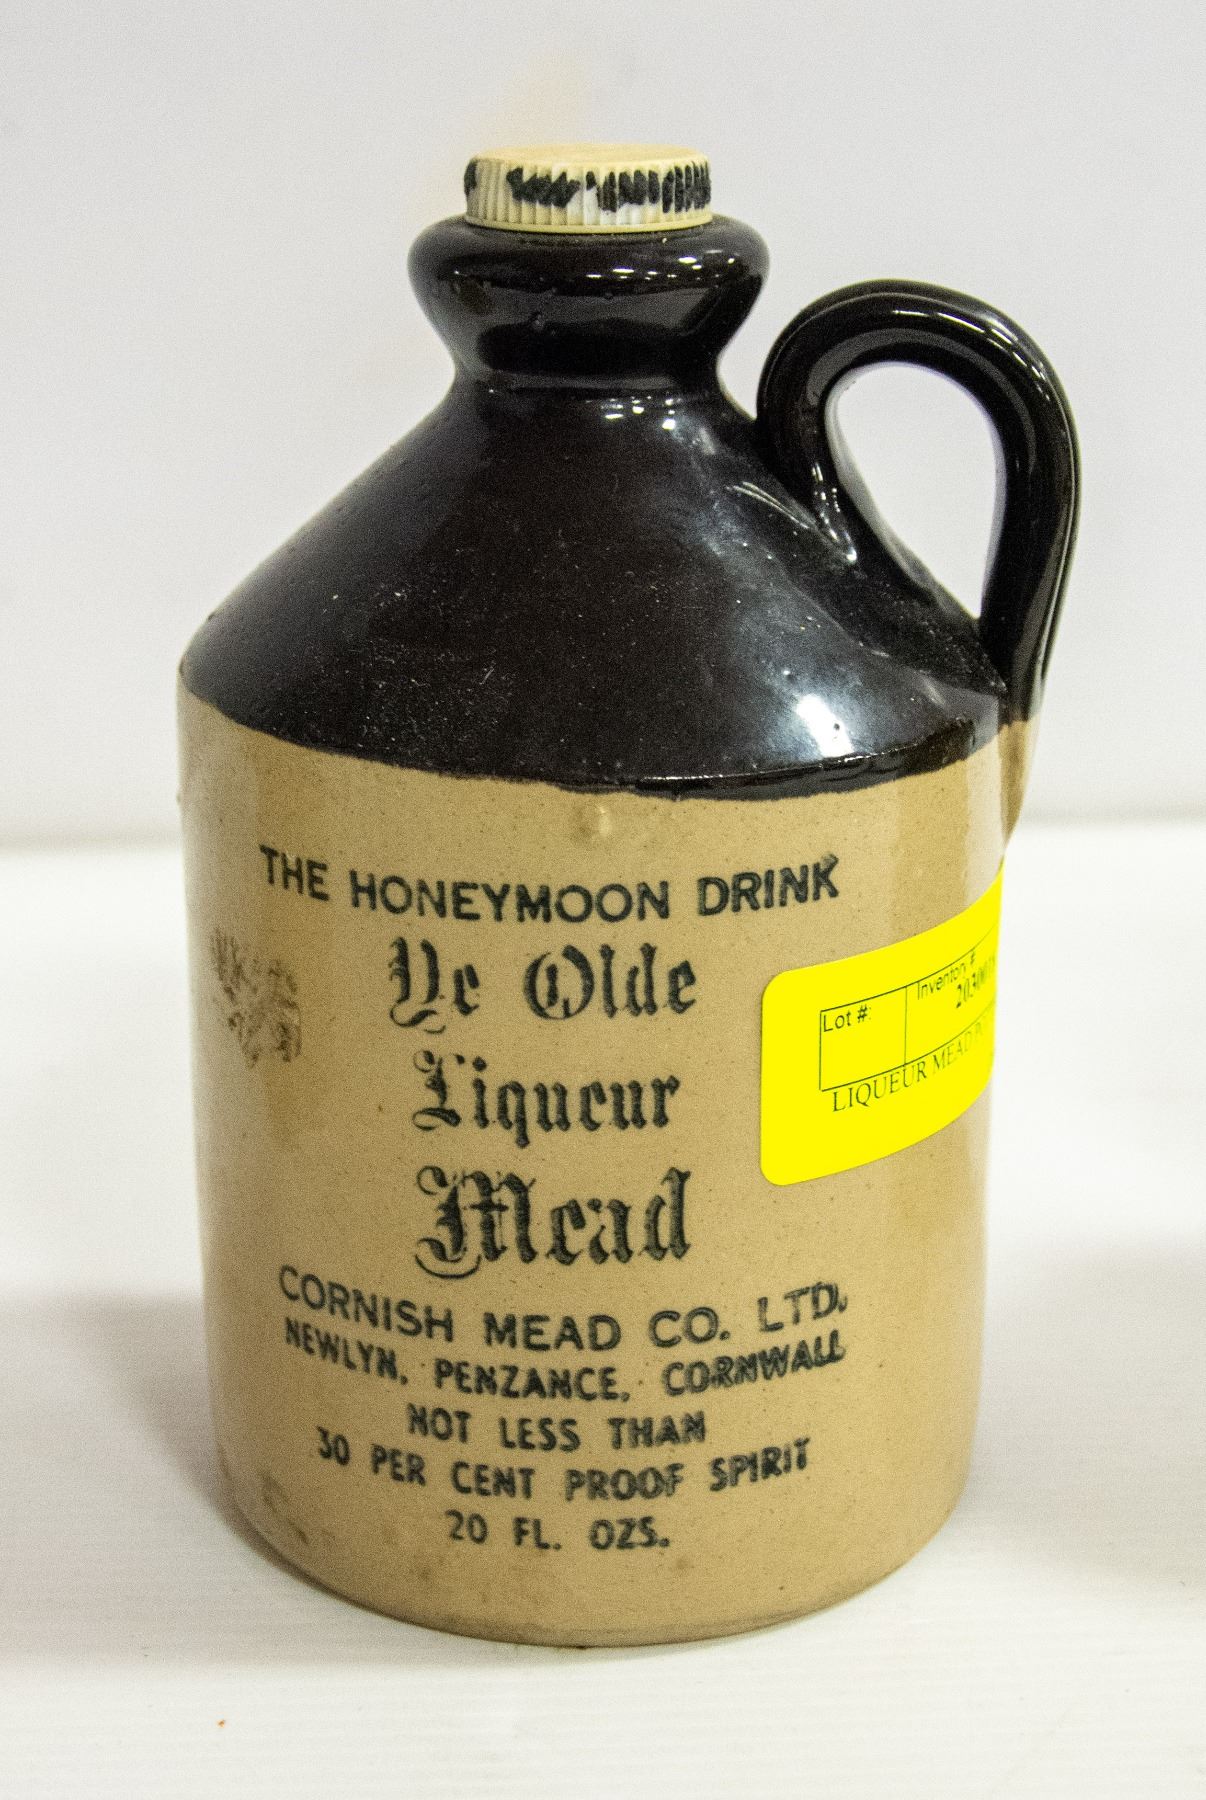 THE HONEYMOON DRINK
Ye Olde
Liqueur
Mead
CORNISH MEAD CO. LTD.
NEWLYN, PENZANCE, CORNWALL
NOT LESS THAN
30 PER CENT PROOF SPIRIT
20 FL. OZS.
Lot #:
Inventory #
LIQUEUR MEAD